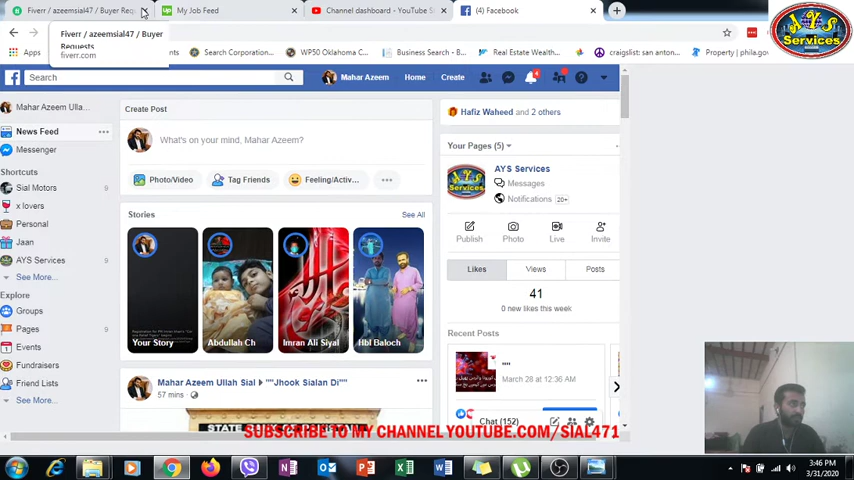 Fiverr / azeemsial47 / Buyer Requ
My Job Feed
Channel dashboard - YouTube S
(4) Facebook
Fiverr / azeemsial47 / Buyer
Requests
fiverr.com
Apps
Search Corporation...
WP50 Oklahoma C...
Business Search - B...
Real Estate Wealth...
craigslist: san anton...
Property | phila.gov
AYS
Services
Search
Mahar Azeem
Home
Create
4
Mahar Azeem Ulla...
News Feed
Messenger
Shortcuts
Sial Motors 9
x lovers
Personal
Jaan
AYS Services 9
See More...
Explore
Groups
Pages
Events
Fundraisers
Friend Lists
See More...
Create Post
What's on your mind, Mahar Azeem?
Photo/Video
Tag Friends
Feeling/Activ...
Stories
See All
Your Story
Abdullah Ch
Imran Ali Siyal
Hbl Baloch
Mahar Azeem Ullah Sial ▸ ""Jhook Sialan Di""
57 mins
Hafiz Waheed and 2 others
Your Pages (5)
AYS Services
Messages
Notifications 20+
Publish
Photo
Live
Invite
Likes
Views
Posts
41
0 new likes this week
Recent Posts
""
March 28 at 12:36 AM
Chat (152)
SUBSCRIBE TO MY CHANNEL YOUTUBE.COM/SIAL471
3:46 PM
3/31/2020